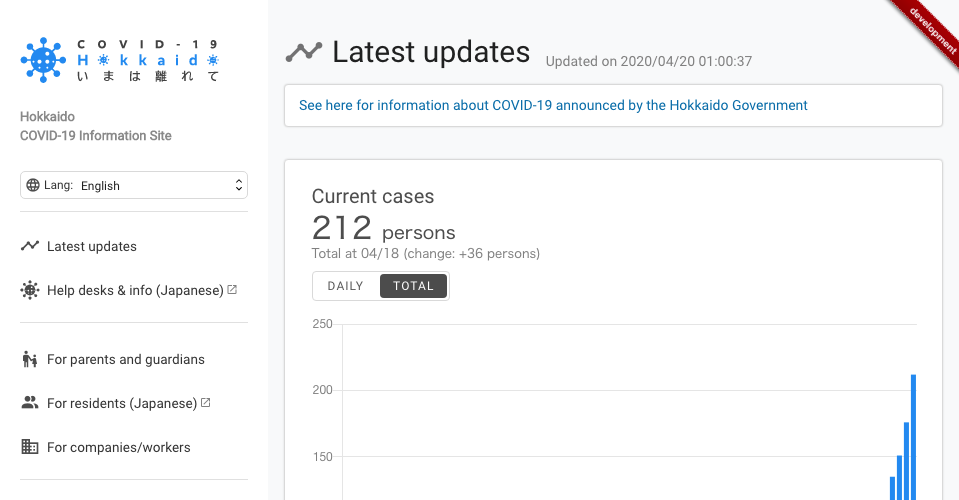 COVID-19
Hokkaido
いまは離れて
Hokkaido
COVID-19 Information Site
Lang: English
Latest updates
Help desks & info (Japanese)
For parents and guardians
For residents (Japanese)
For companies/workers
development
Latest updates Updated on 2020/04/20 01:00:37
See here for information about COVID-19 announced by the Hokkaido Government
Current cases
212 persons
Total at 04/18 (change: +36 persons)
DAILY TOTAL
250
200
150